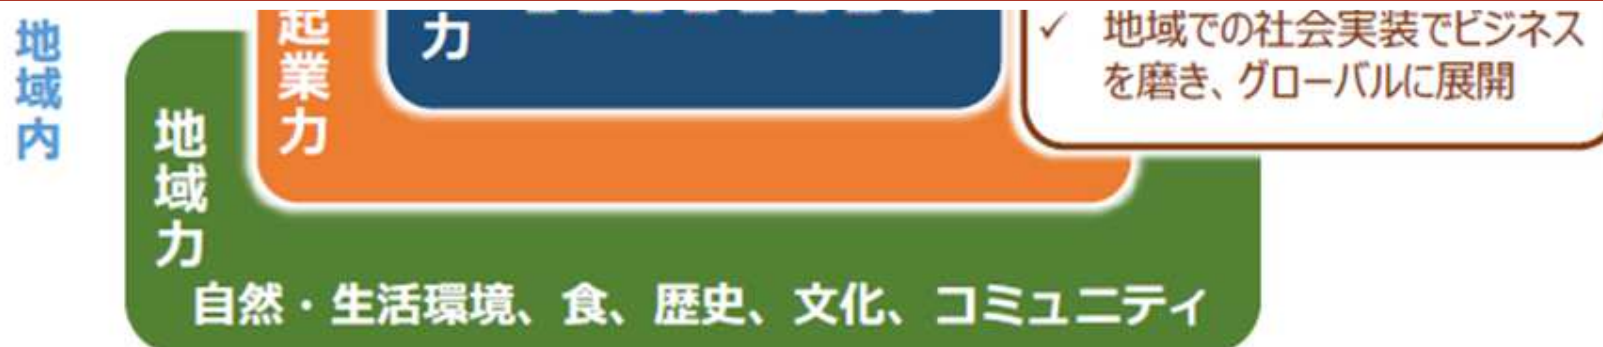 地域内
地域力
起業力
力
✓ 地域での社会実装でビジネス
を磨き、グローバルに展開
自然・生活環境、食、歴史、文化、コミュニティ